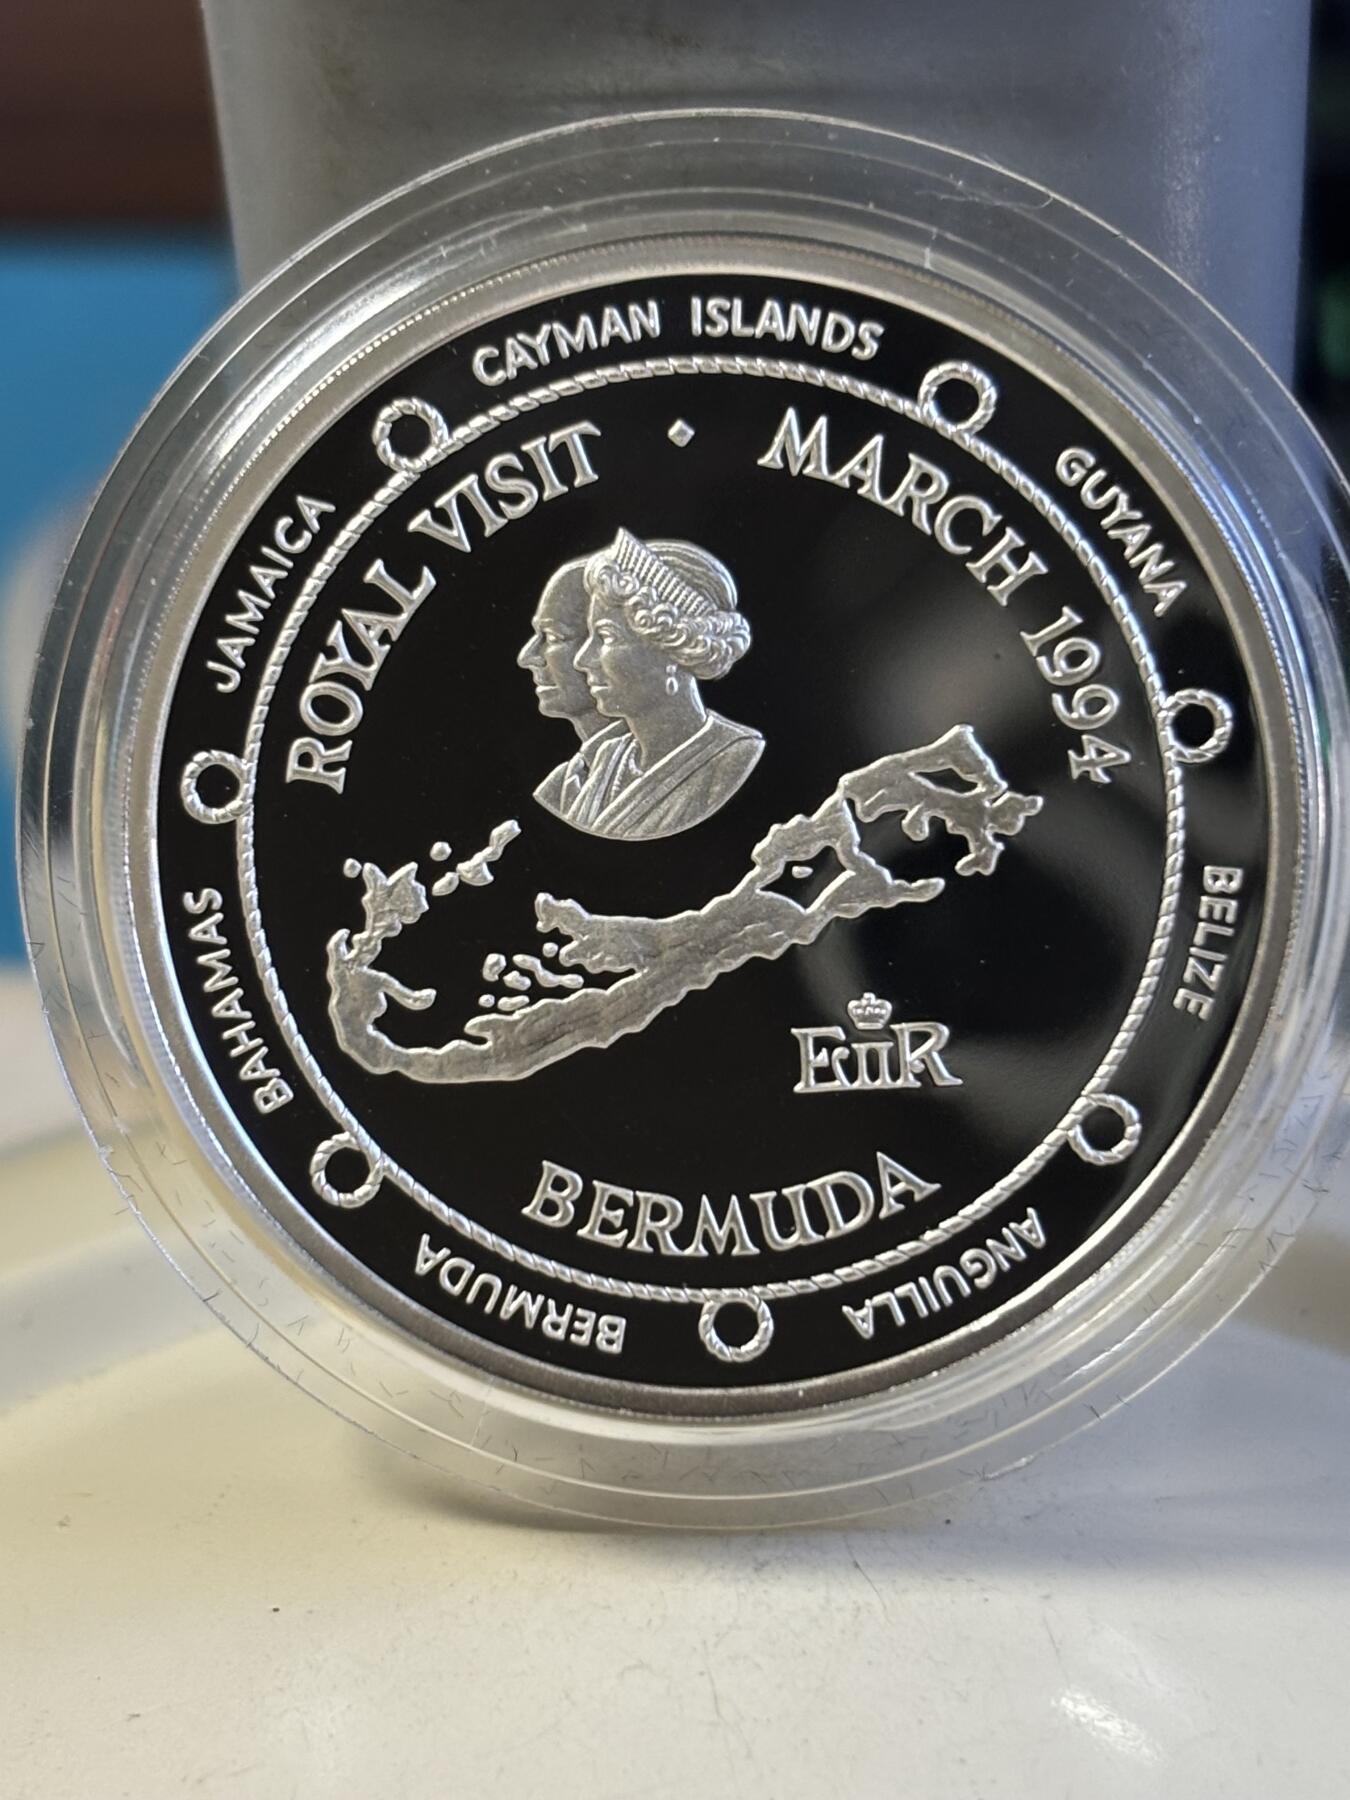 CAYMAN ISLANDS
GUYANA
BELIZE
ANGUILLA
BERMUDA
BAHAMAS
JAMAICA
ROYAL VISIT · MARCH 1994
EIIR
BERMUDA